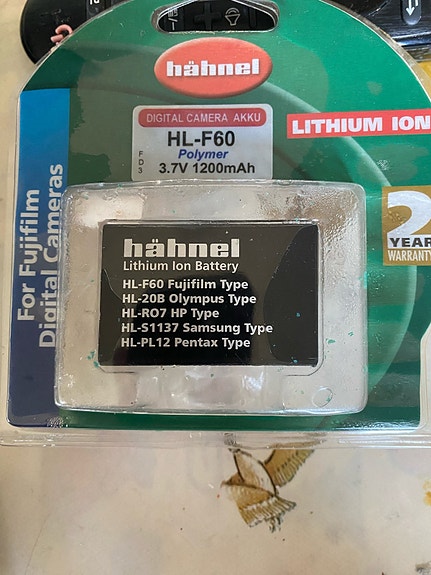 hähnel
DIGITAL CAMERA AKKU
HL-F60
Polymer
3.7V 1200mAh
FD3
LITHIUM ION
For Fujifilm
Digital Cameras
2
YEAR
WARRANTY
hähnel
Lithium Ion Battery
HL-F60 Fujifilm Type
HL-20B Olympus Type
HL-RO7 HP Type
HL-S1137 Samsung Type
HL-PL12 Pentax Type